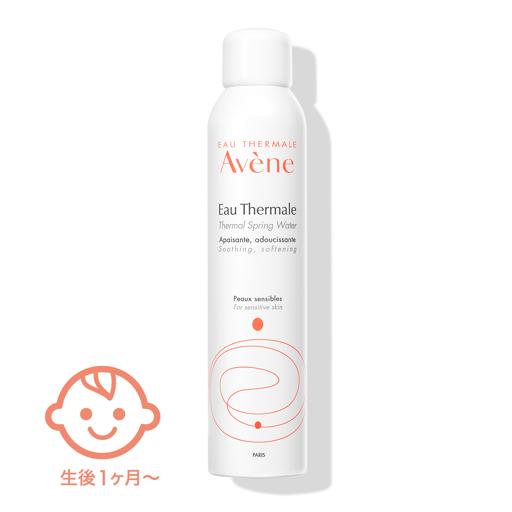 EAU THERMALE
Avène
Eau Thermale
Thermal Spring Water
Apaisante, adoucissante
Soothing, softening
Peaux sensibles
For sensitive skin
PARIS
生後1ヶ月～